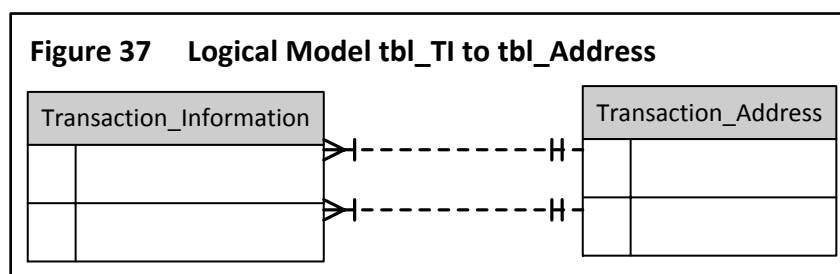 Figure 37 Logical Model tbl_TI to tbl_Address
Transaction_Information
Transaction_Address